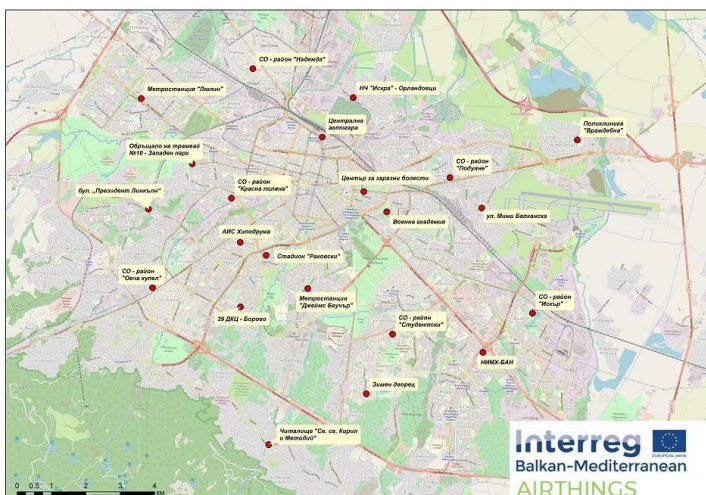 СО - район "Надежда"
Метростанция "Люлин"
НЧ "Искра" - Орландовци
Централна
автогара
Поликлиника
"Враждебна"
Обръщало на трамвай
№10 - Западен парк
СО - район
"Подуяне"
СО - район
"Красна поляна"
Център за заразни болести
бул. „Президент Линкълн"
ул. Мими Балканска
Военна академия
АИС Хиподрума
Стадион "Раковски"
СО - район
"Овча купел"
Метростанция
"Джеймс Баучър"
СО - район
"Искър"
29 ДКЦ - Борово
СО - район
"Студентски"
НИМХ-БАН
Зимен дворец
Читалище "Св. св. Кирил
и Методий"
Interreg
EUROPEAN UNION
Balkan-Mediterranean
AIRTHINGS
0 0.5 1 2 3 4
КМ